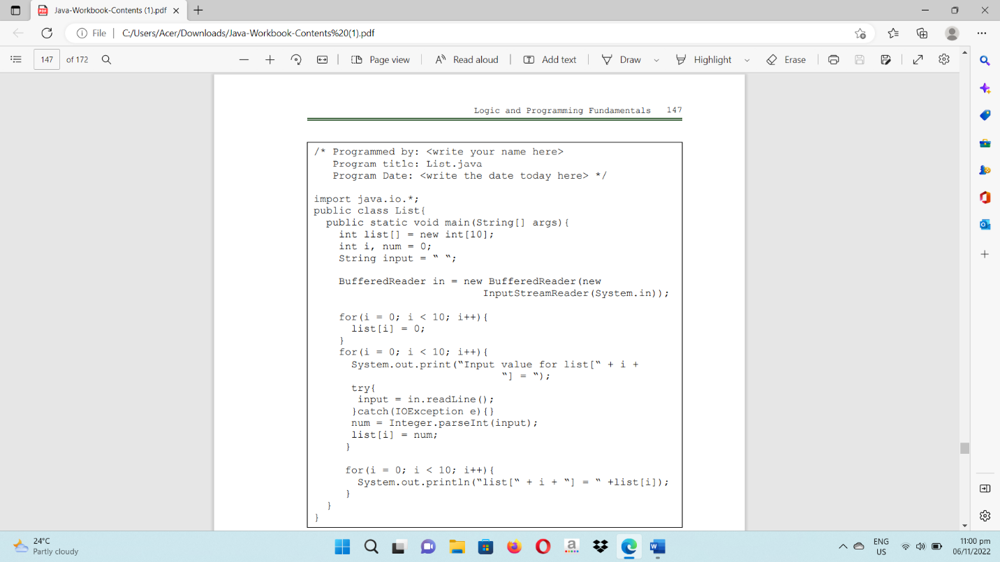 Java-Workbook-Contents (1).pdf
File | C:/Users/Acer/Downloads/Java-Workbook-Contents%20(1).pdf
147 of 172 Page view Read aloud Add text Draw Highlight Erase
Logic and Programming Fundamentals 147
/* Programmed by: <write your name here>
Program title: List.java
Program Date: <write the date today here> */
import java.io.*;
public class List{
public static void main(String[] args){
int list[] = new int[10];
int i, num = 0;
String input = “ “;
BufferedReader in = new BufferedReader(new
InputStreamReader(System.in));
for(i = 0; i < 10; i++){
list[i] = 0;
}
for(i = 0; i < 10; i++){
System.out.print(“Input value for list[“ + i +
“] = “);
try{
input = in.readLine();
}catch(IOException e){}
num = Integer.parseInt(input);
list[i] = num;
}
for(i = 0; i < 10; i++){
System.out.println(“list[“ + i + “] = “ +list[i]);
}
}
}
24°C
Partly cloudy
ENG
US
11:00 pm
06/11/2022